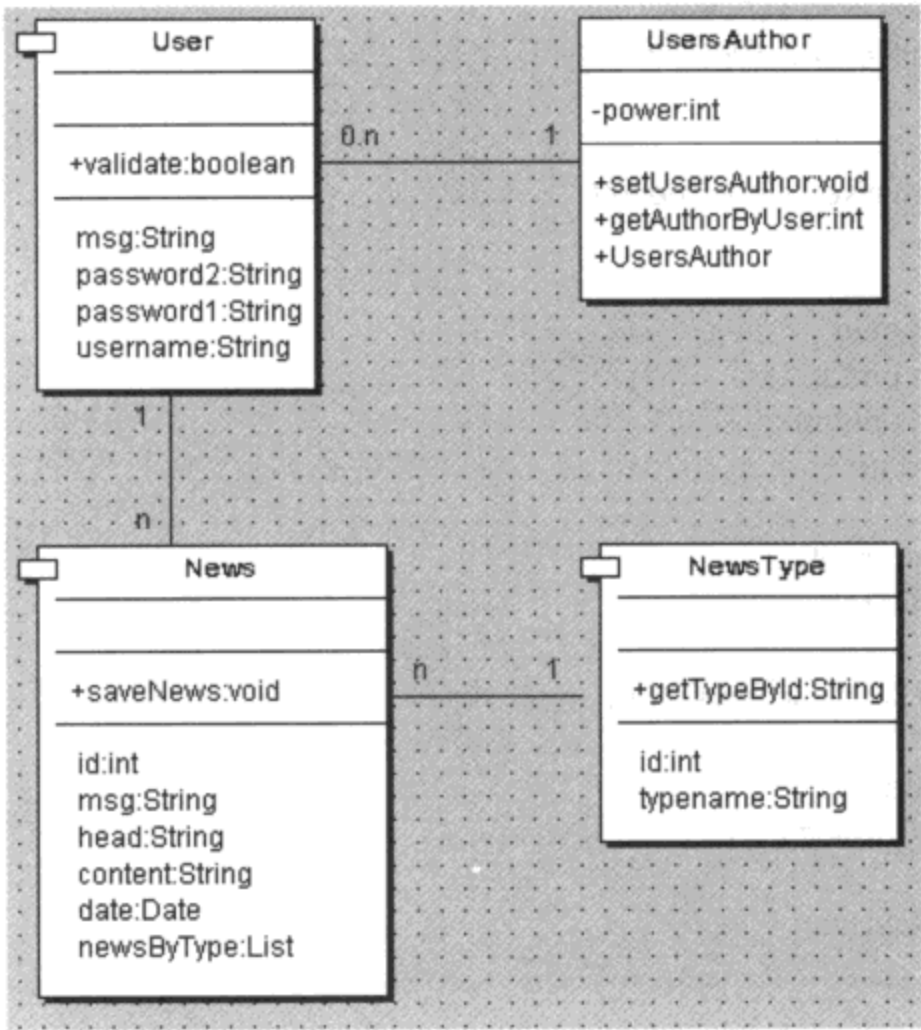 User
+validate:boolean
msg:String
password2:String
password1:String
username:String
0.n
1
UsersAuthor
-power:int
+setUsersAuthor:void
+getAuthorByUser:int
+UsersAuthor
1
n
News
+saveNews:void
id:int
msg:String
head:String
content:String
date:Date
newsByType:List
n
1
NewsType
+getTypeById:String
id:int
typename:String